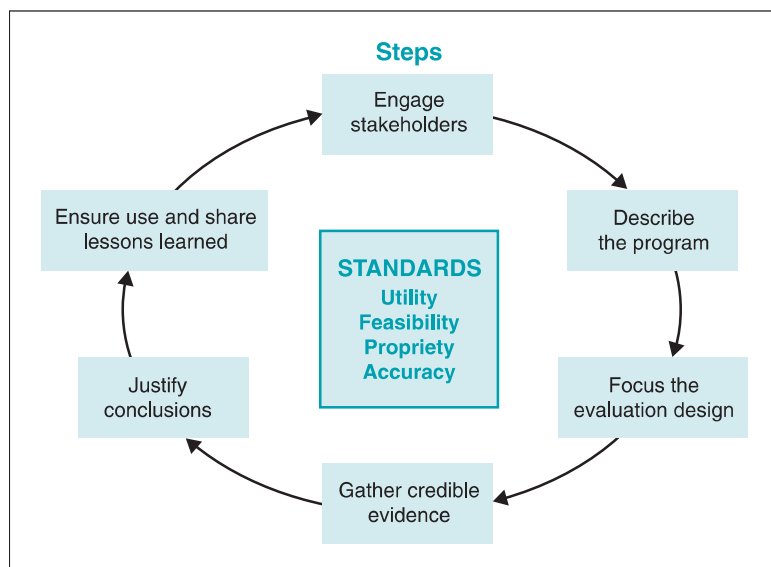 Steps
Engage
stakeholders
Describe
the program
Focus the
evaluation design
Gather credible
evidence
Justify
conclusions
Ensure use and share
lessons learned
STANDARDS
Utility
Feasibility
Propriety
Accuracy